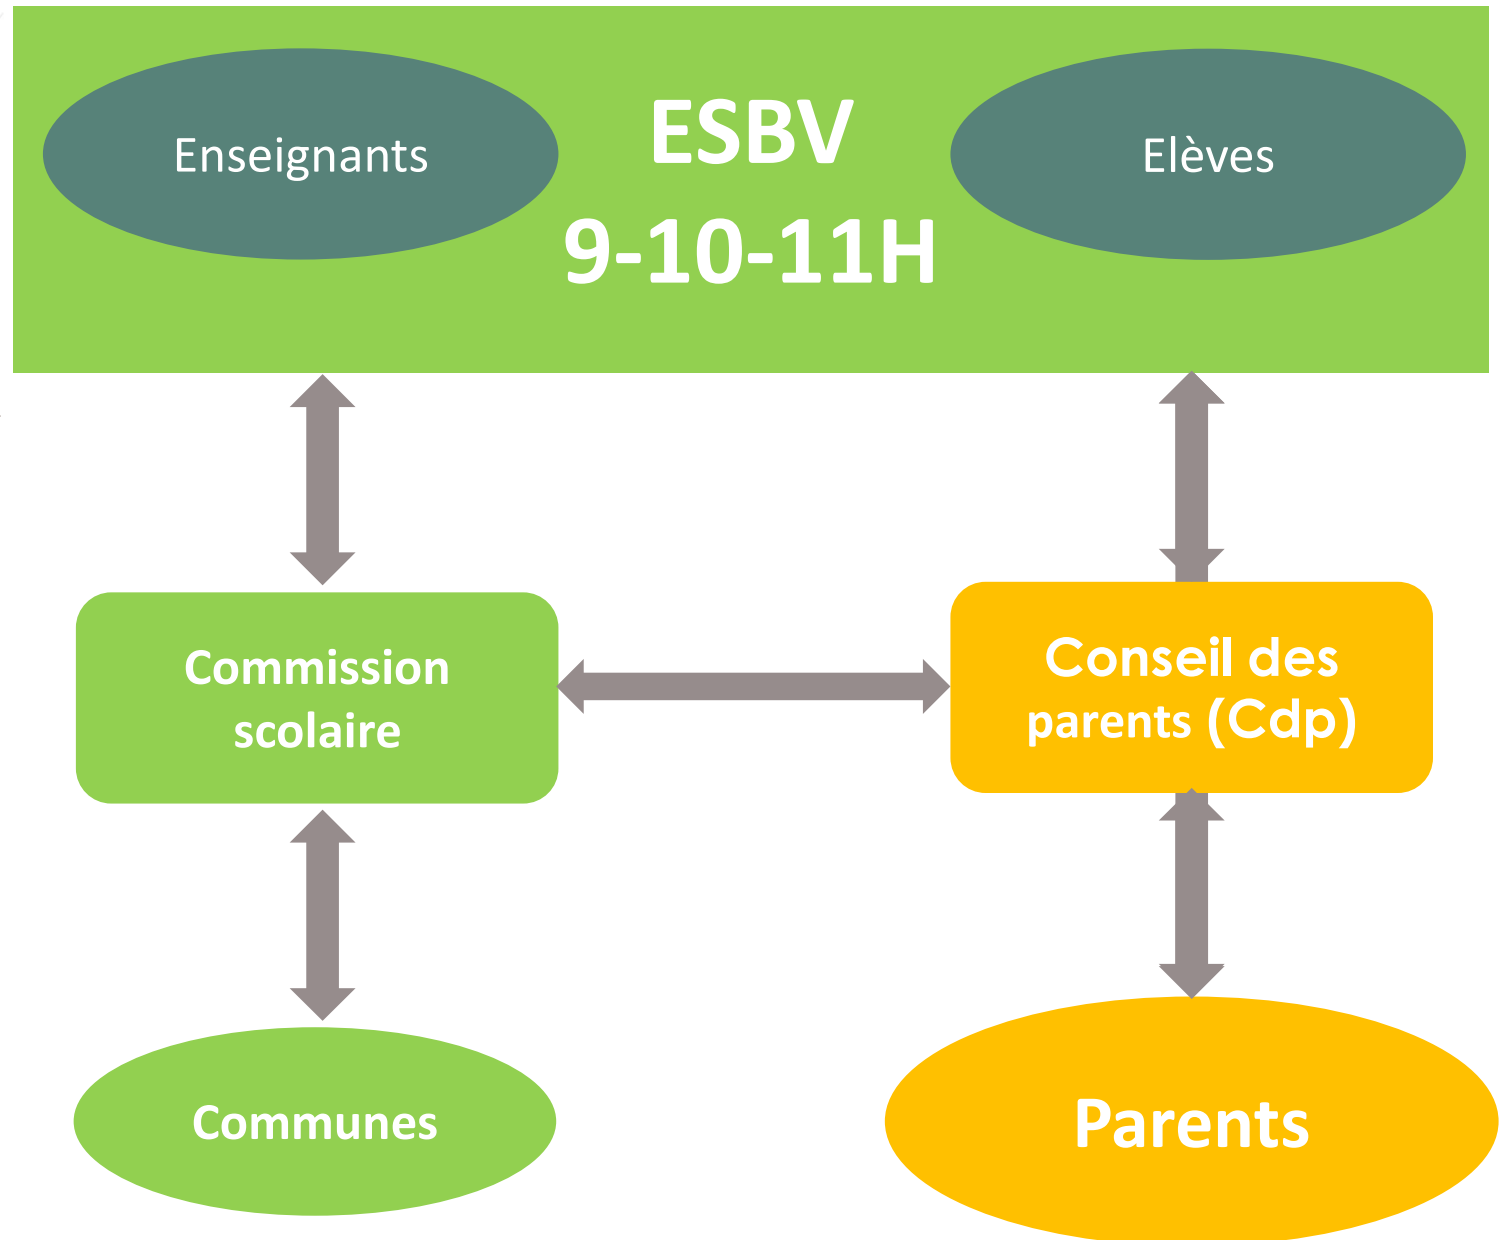 Enseignants
ESBV
9-10-11H
Elèves
Commission
scolaire
Conseil des
parents (Cdp)
Communes
Parents